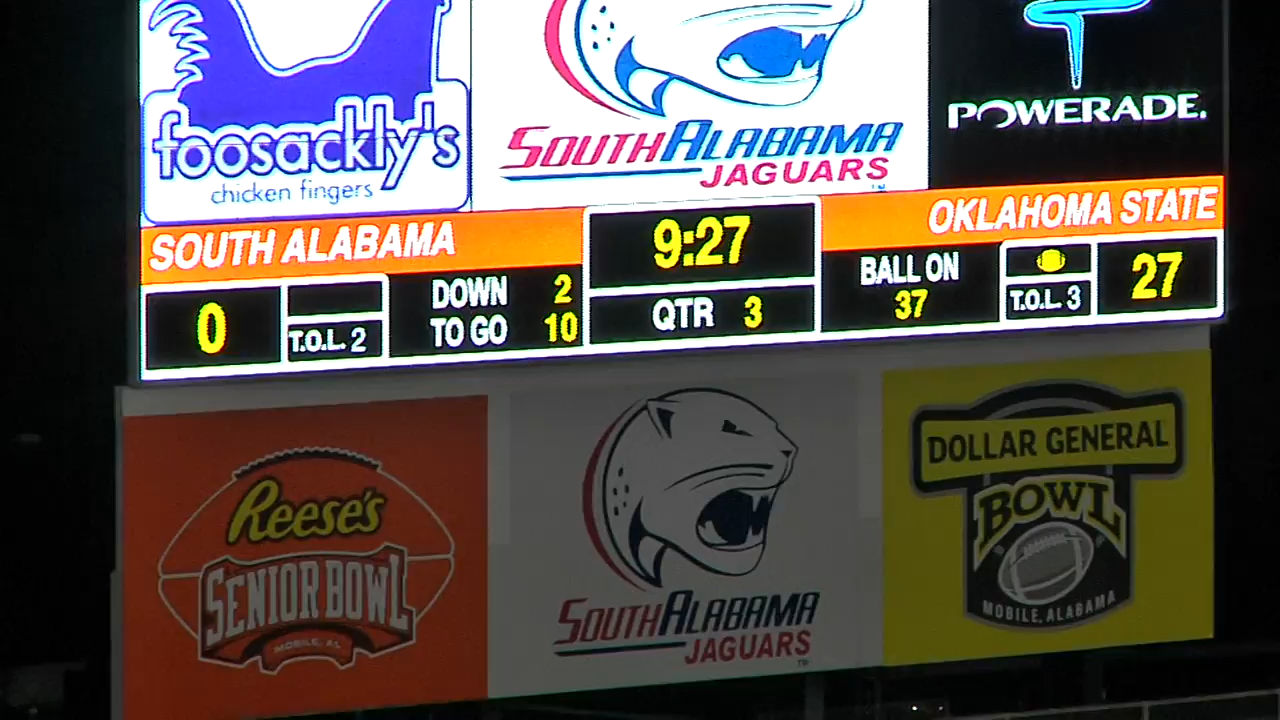 foosackly's
chicken fingers
SOUTH ALABAMA
JAGUARS
TM
POWERADE.
SOUTH ALABAMA
9:27
OKLAHOMA STATE
0
T.O.L. 2
DOWN 2
TO GO 10
QTR 3
BALL ON
37
T.O.L. 3
27
REESE'S
SENIOR BOWL
MOBILE, AL
SOUTH ALABAMA
JAGUARS
TM
DOLLAR GENERAL
BOWL
MOBILE, ALABAMA